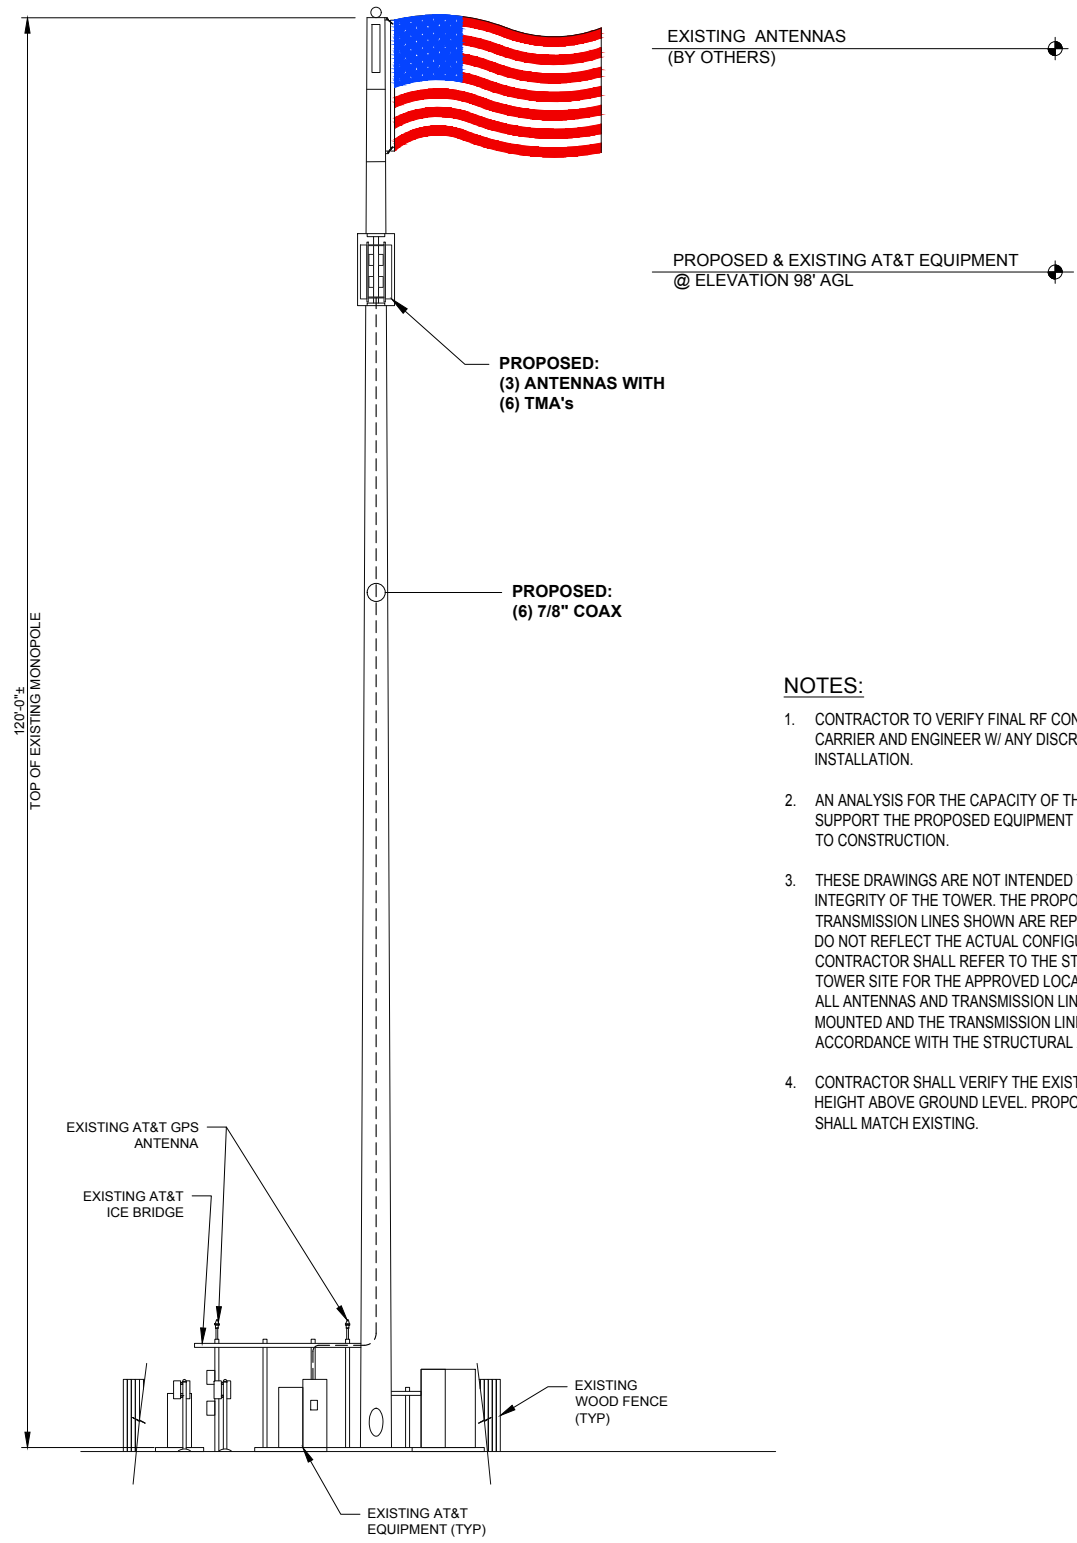 EXISTING ANTENNAS
(BY OTHERS)
PROPOSED & EXISTING AT&T EQUIPMENT
@ ELEVATION 98' AGL
PROPOSED:
(3) ANTENNAS WITH
(6) TMA's
PROPOSED:
(6) 7/8" COAX
120'-0"±
TOP OF EXISTING MONOPOLE
NOTES:
1. CONTRACTOR TO VERIFY FINAL RF
CARRIER AND ENGINEER W/ ANY
INSTALLATION.
2. AN ANALYSIS FOR THE CAPACITY OF
SUPPORT THE PROPOSED EQUIPMENT
TO CONSTRUCTION.
3. THESE DRAWINGS ARE NOT INTENDED
INTEGRITY OF THE TOWER. THE
TRANSMISSION LINES SHOWN ARE
DO NOT REFLECT THE ACTUAL
CONTRACTOR SHALL REFER TO THE
TOWER SITE FOR THE APPROVED
ALL ANTENNAS AND TRANSMISSION
MOUNTED AND THE TRANSMISSION
ACCORDANCE WITH THE STRUCTURAL
4. CONTRACTOR SHALL VERIFY THE
HEIGHT ABOVE GROUND LEVEL.
SHALL MATCH EXISTING.
EXISTING AT&T GPS
ANTENNA
EXISTING AT&T
ICE BRIDGE
EXISTING
WOOD FENCE
(TYP)
EXISTING AT&T
EQUIPMENT (TYP)